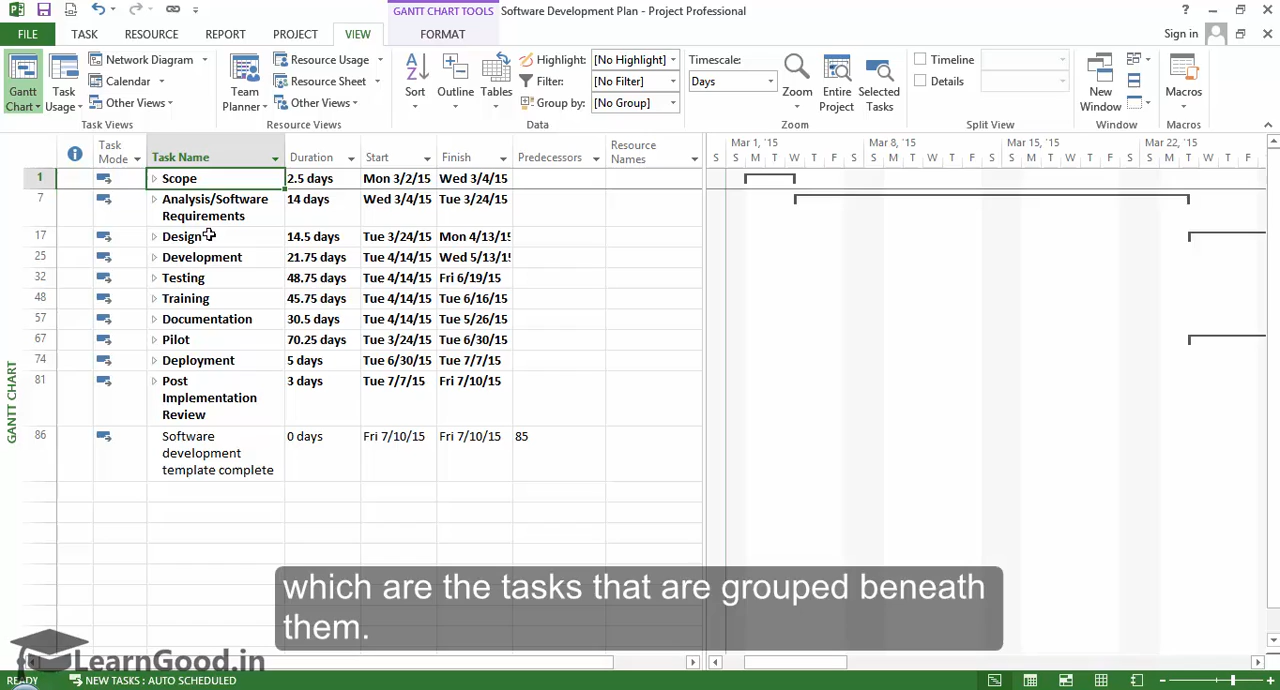 GANTT CHART TOOLS
Software Development Plan - Project Professional
?
FILE TASK RESOURCE REPORT PROJECT VIEW FORMAT
Sign in
Gantt Chart
Task Usage
Network Diagram
Calendar
Other Views
Task Views
Team Planner
Resource Usage
Resource Sheet
Other Views
Resource Views
Sort
Outline
Tables
Highlight: [No Highlight]
Filter: [No Filter]
Group by: [No Group]
Data
Timescale:
Days
Zoom
Entire Project
Selected Tasks
Zoom
Timeline
Details
Split View
New Window
Window
Macros
Macros
Task Mode Task Name Duration Start Finish Predecessors Resource Names
Mar 1, '15 Mar 8, '15 Mar 15, '15 Mar 22, '15
S S M T W T F S S M T W T F S S M T W T F S S M T W T F
1 Scope 2.5 days Mon 3/2/15 Wed 3/4/15
7 Analysis/Software Requirements 14 days Wed 3/4/15 Tue 3/24/15
17 Design 14.5 days Tue 3/24/15 Mon 4/13/15
25 Development 21.75 days Tue 4/14/15 Wed 5/13/15
32 Testing 48.75 days Tue 4/14/15 Fri 6/19/15
48 Training 45.75 days Tue 4/14/15 Tue 6/16/15
57 Documentation 30.5 days Tue 4/14/15 Tue 5/26/15
67 Pilot 70.25 days Tue 3/24/15 Tue 6/30/15
74 Deployment 5 days Tue 6/30/15 Tue 7/7/15
81 Post Implementation Review 3 days Tue 7/7/15 Fri 7/10/15
86 Software development template complete 0 days Fri 7/10/15 Fri 7/10/15 85
GANTT CHART
which are the tasks that are grouped beneath
them.
LearnGood.in
READY NEW TASKS : AUTO SCHEDULED